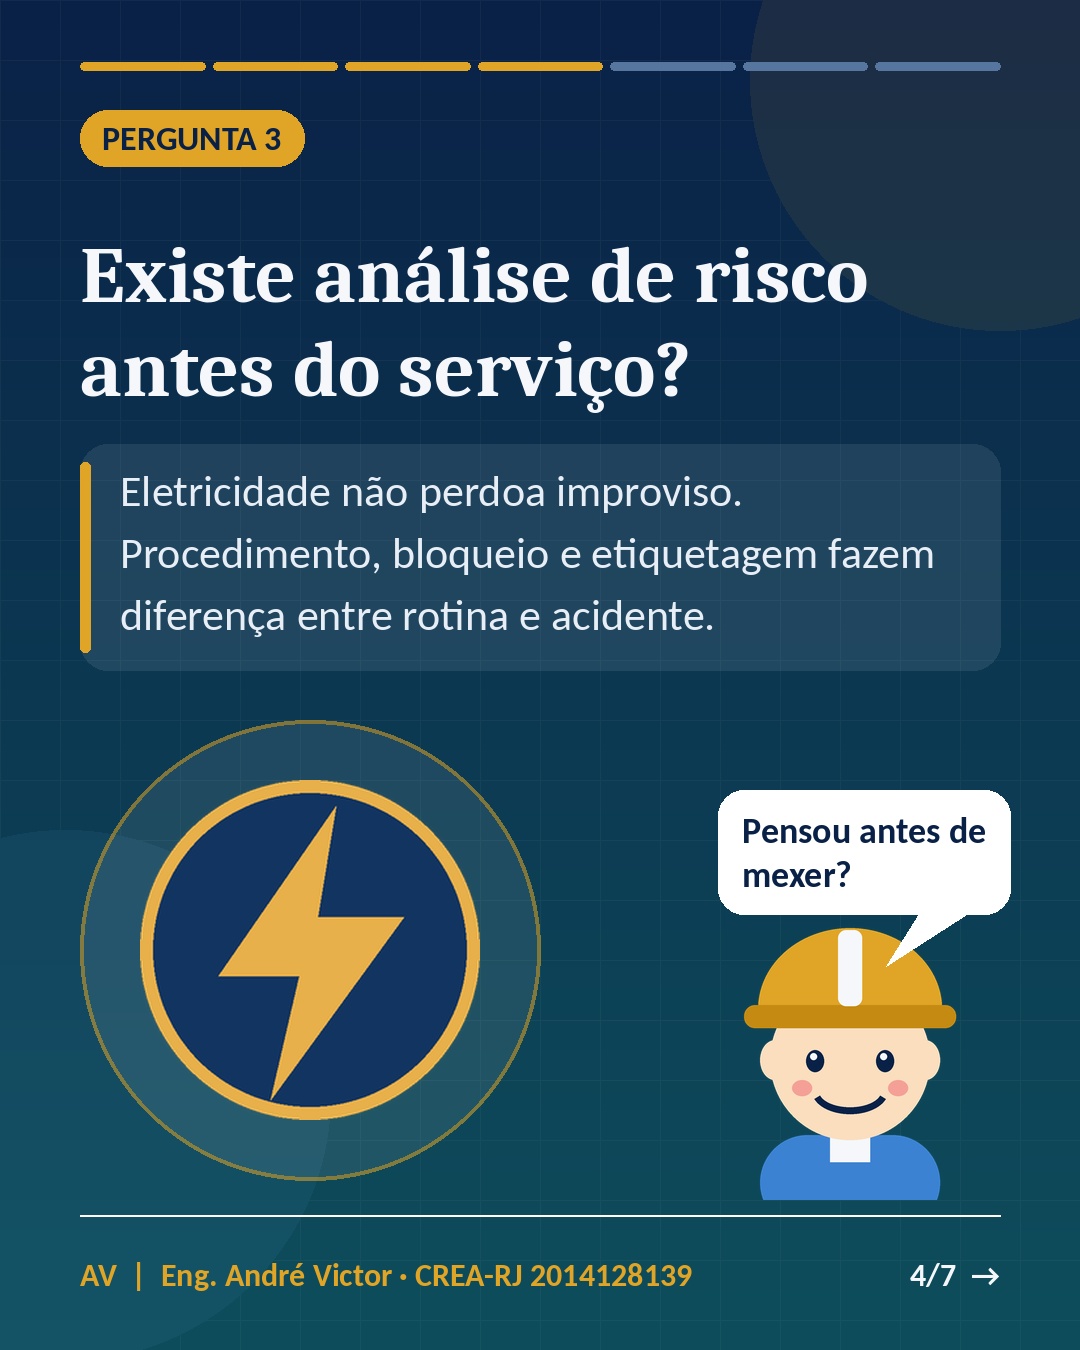 PERGUNTA 3
Existe análise de risco
antes do serviço?
Eletricidade não perdoa improviso.
Procedimento, bloqueio e etiquetagem fazem
diferença entre rotina e acidente.
Pensou antes de
mexer?
AV | Eng. André Victor · CREA-RJ 2014128139
4/7 →